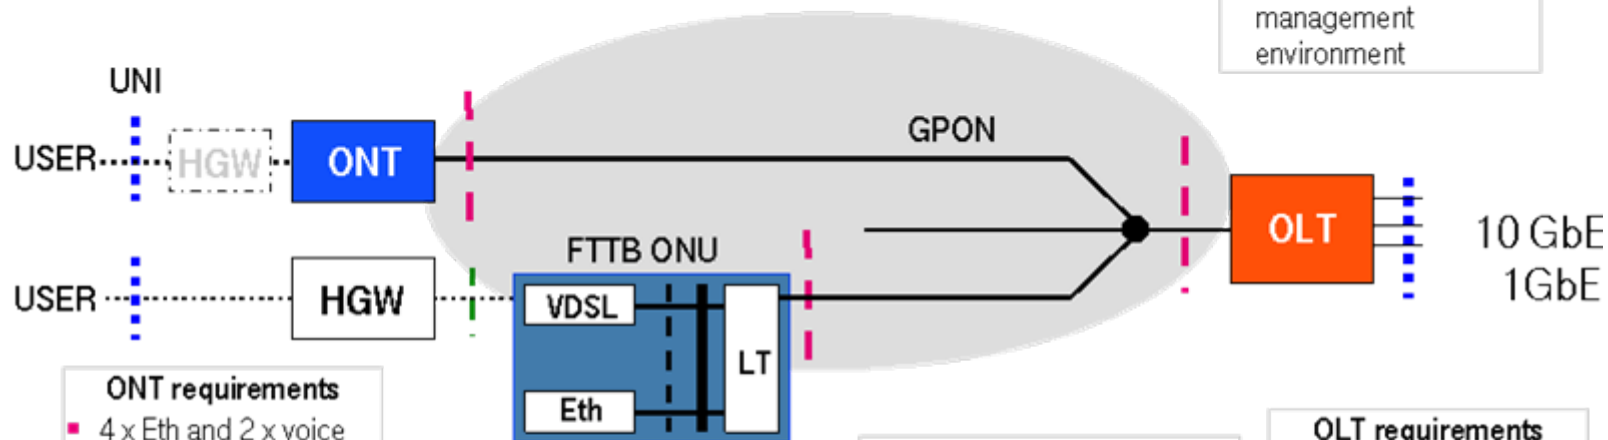 management
environment
UNI
GPON
USER
HGW
ONT
OLT
10 GbE
1GbE
FTTB ONU
USER
HGW
VDSL
LT
Eth
ONT requirements
4 x Eth and 2 x voice
OLT requirements